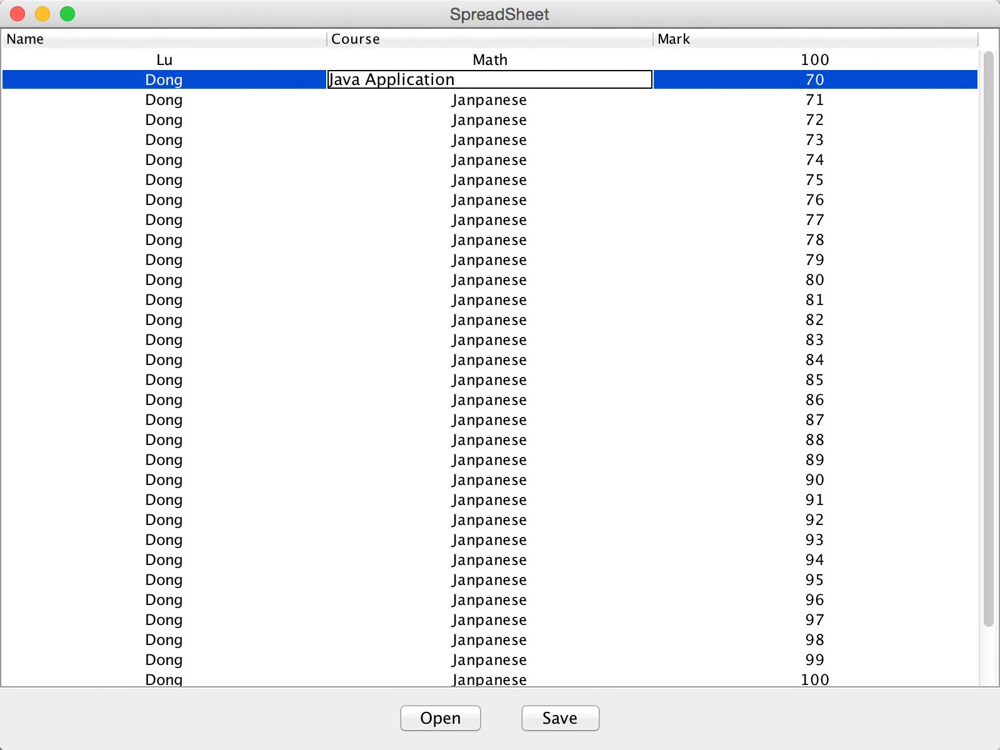 SpreadSheet
Name Course Mark
Lu Math 100
Dong Java Application 70
Dong Janpanese 71
Dong Janpanese 72
Dong Janpanese 73
Dong Janpanese 74
Dong Janpanese 75
Dong Janpanese 76
Dong Janpanese 77
Dong Janpanese 78
Dong Janpanese 79
Dong Janpanese 80
Dong Janpanese 81
Dong Janpanese 82
Dong Janpanese 83
Dong Janpanese 84
Dong Janpanese 85
Dong Janpanese 86
Dong Janpanese 87
Dong Janpanese 88
Dong Janpanese 89
Dong Janpanese 90
Dong Janpanese 91
Dong Janpanese 92
Dong Janpanese 93
Dong Janpanese 94
Dong Janpanese 95
Dong Janpanese 96
Dong Janpanese 97
Dong Janpanese 98
Dong Janpanese 99
Dong Janpanese 100
Open Save